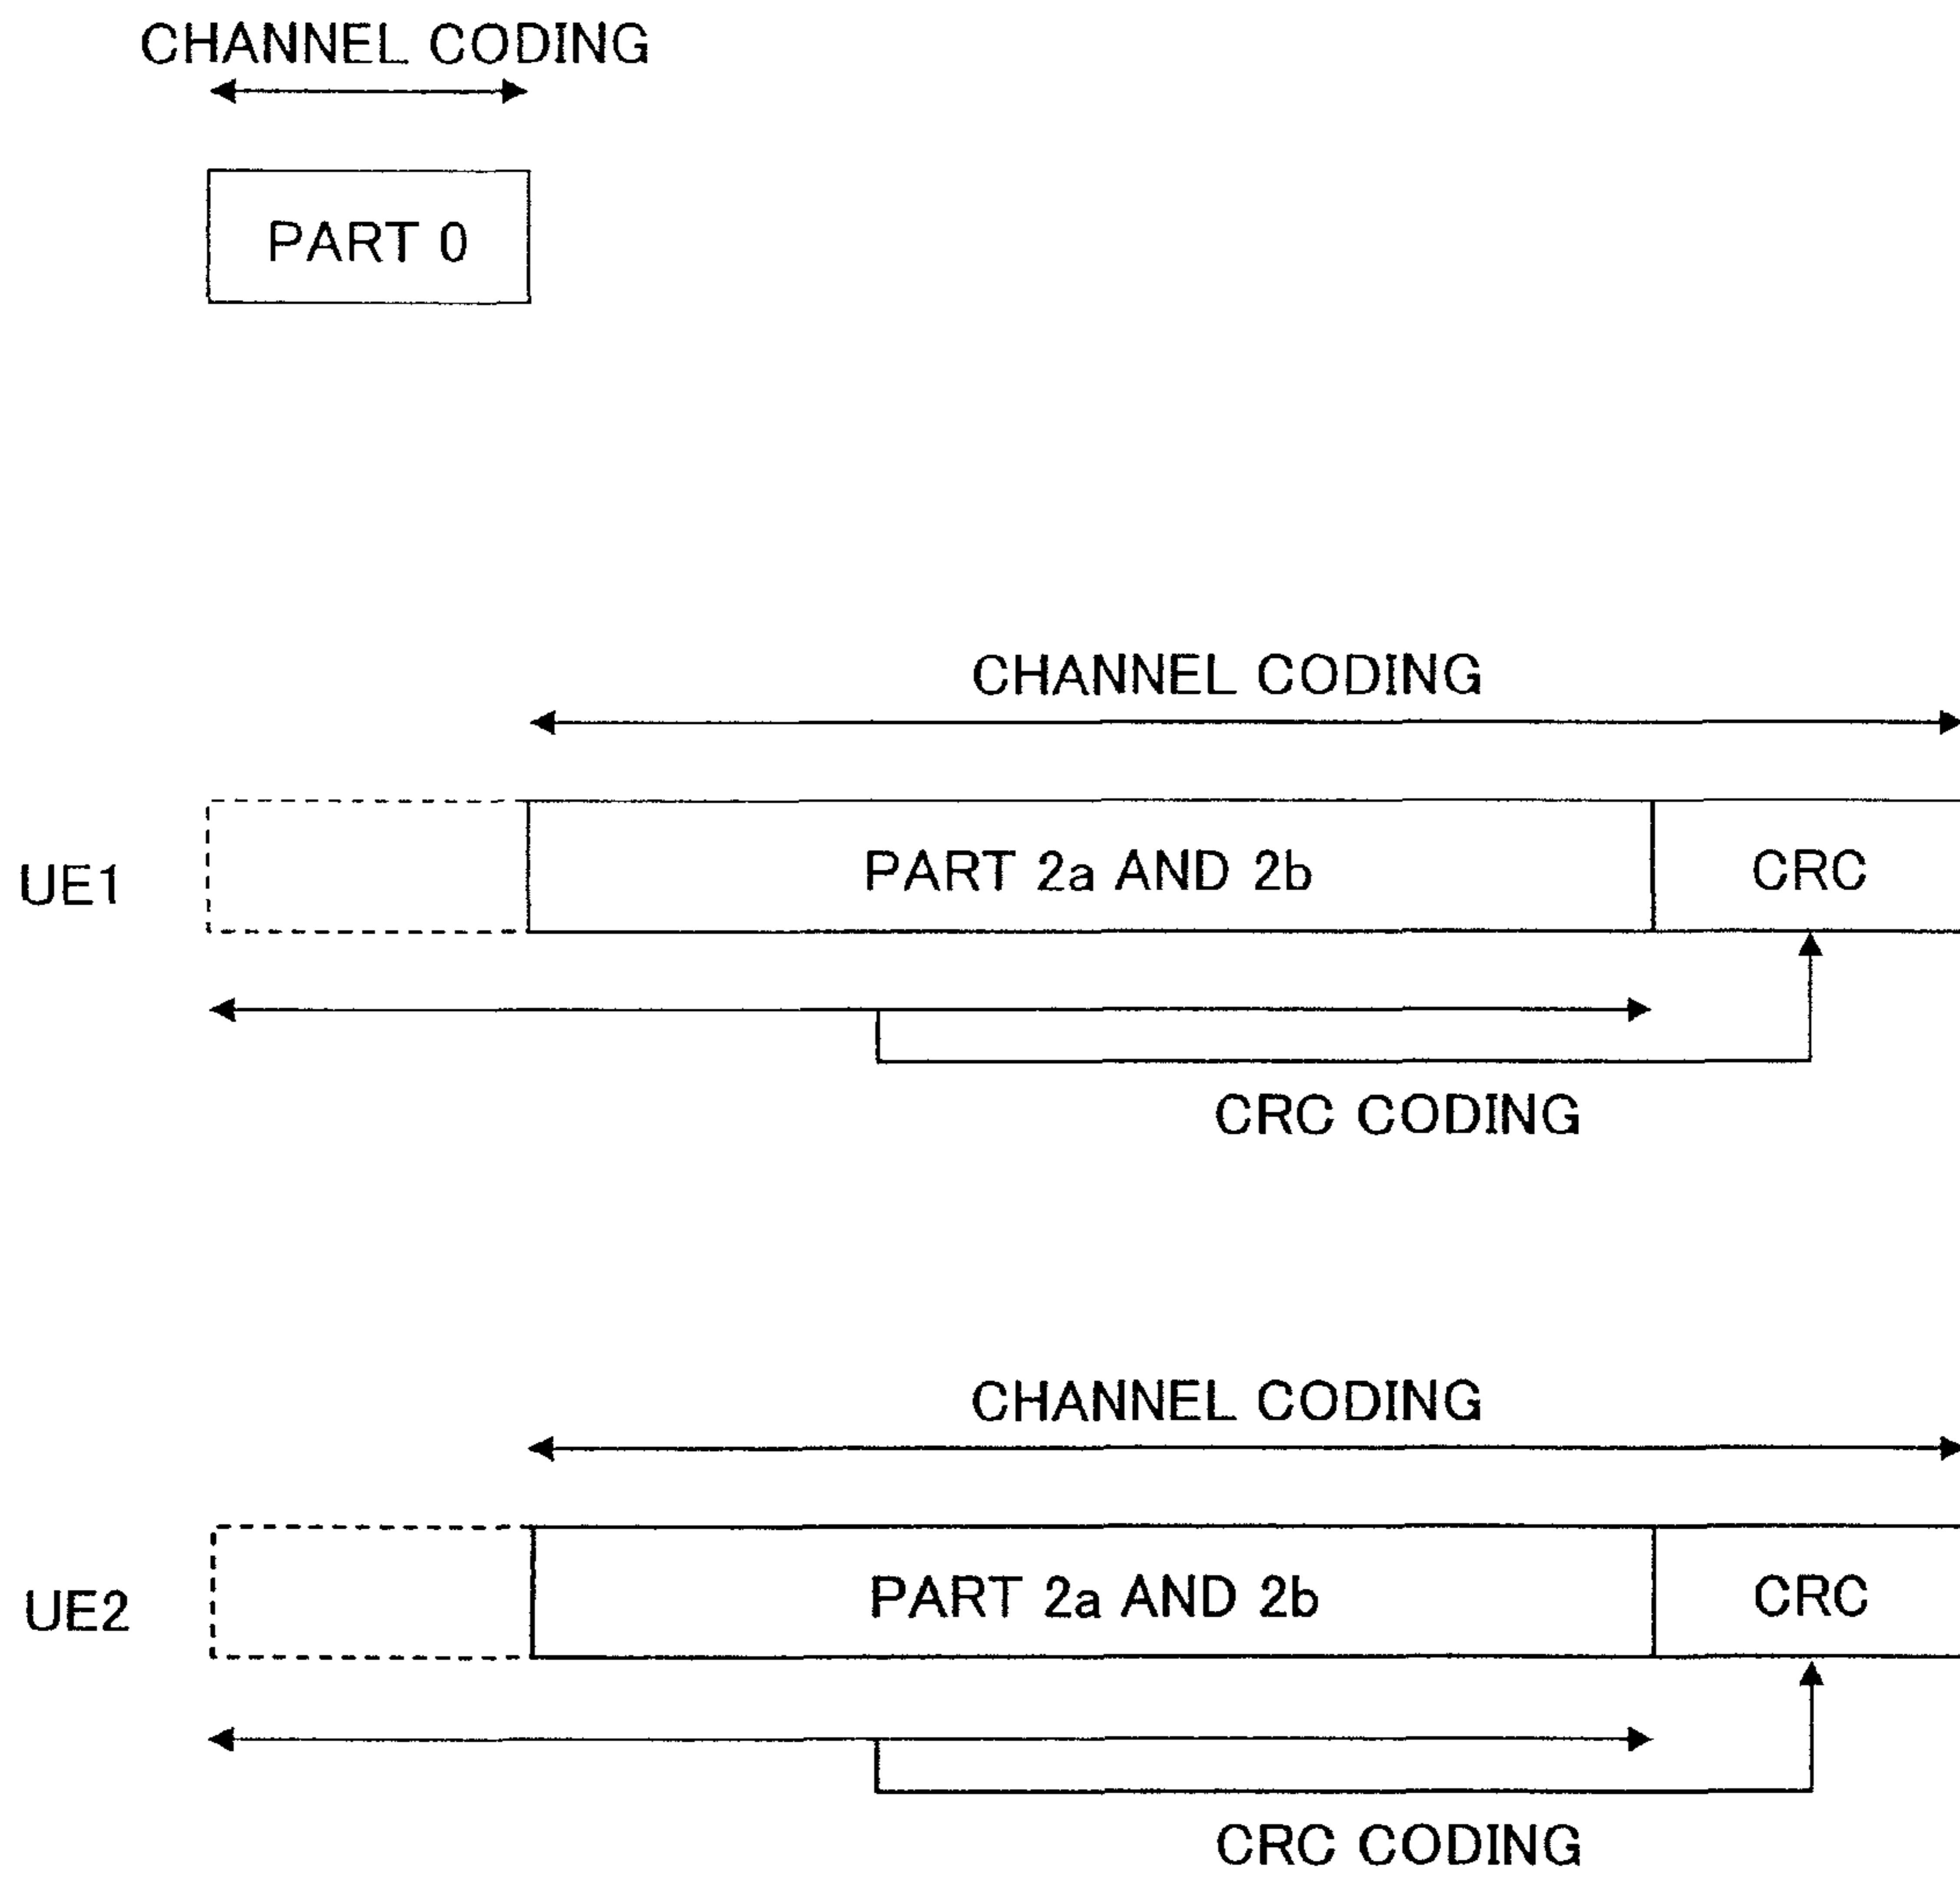 CHANNEL CODING
PART 0
CHANNEL CODING
UE1
PART 2a AND 2b
CRC
CRC CODING
CHANNEL CODING
UE2
PART 2a AND 2b
CRC
CRC CODING